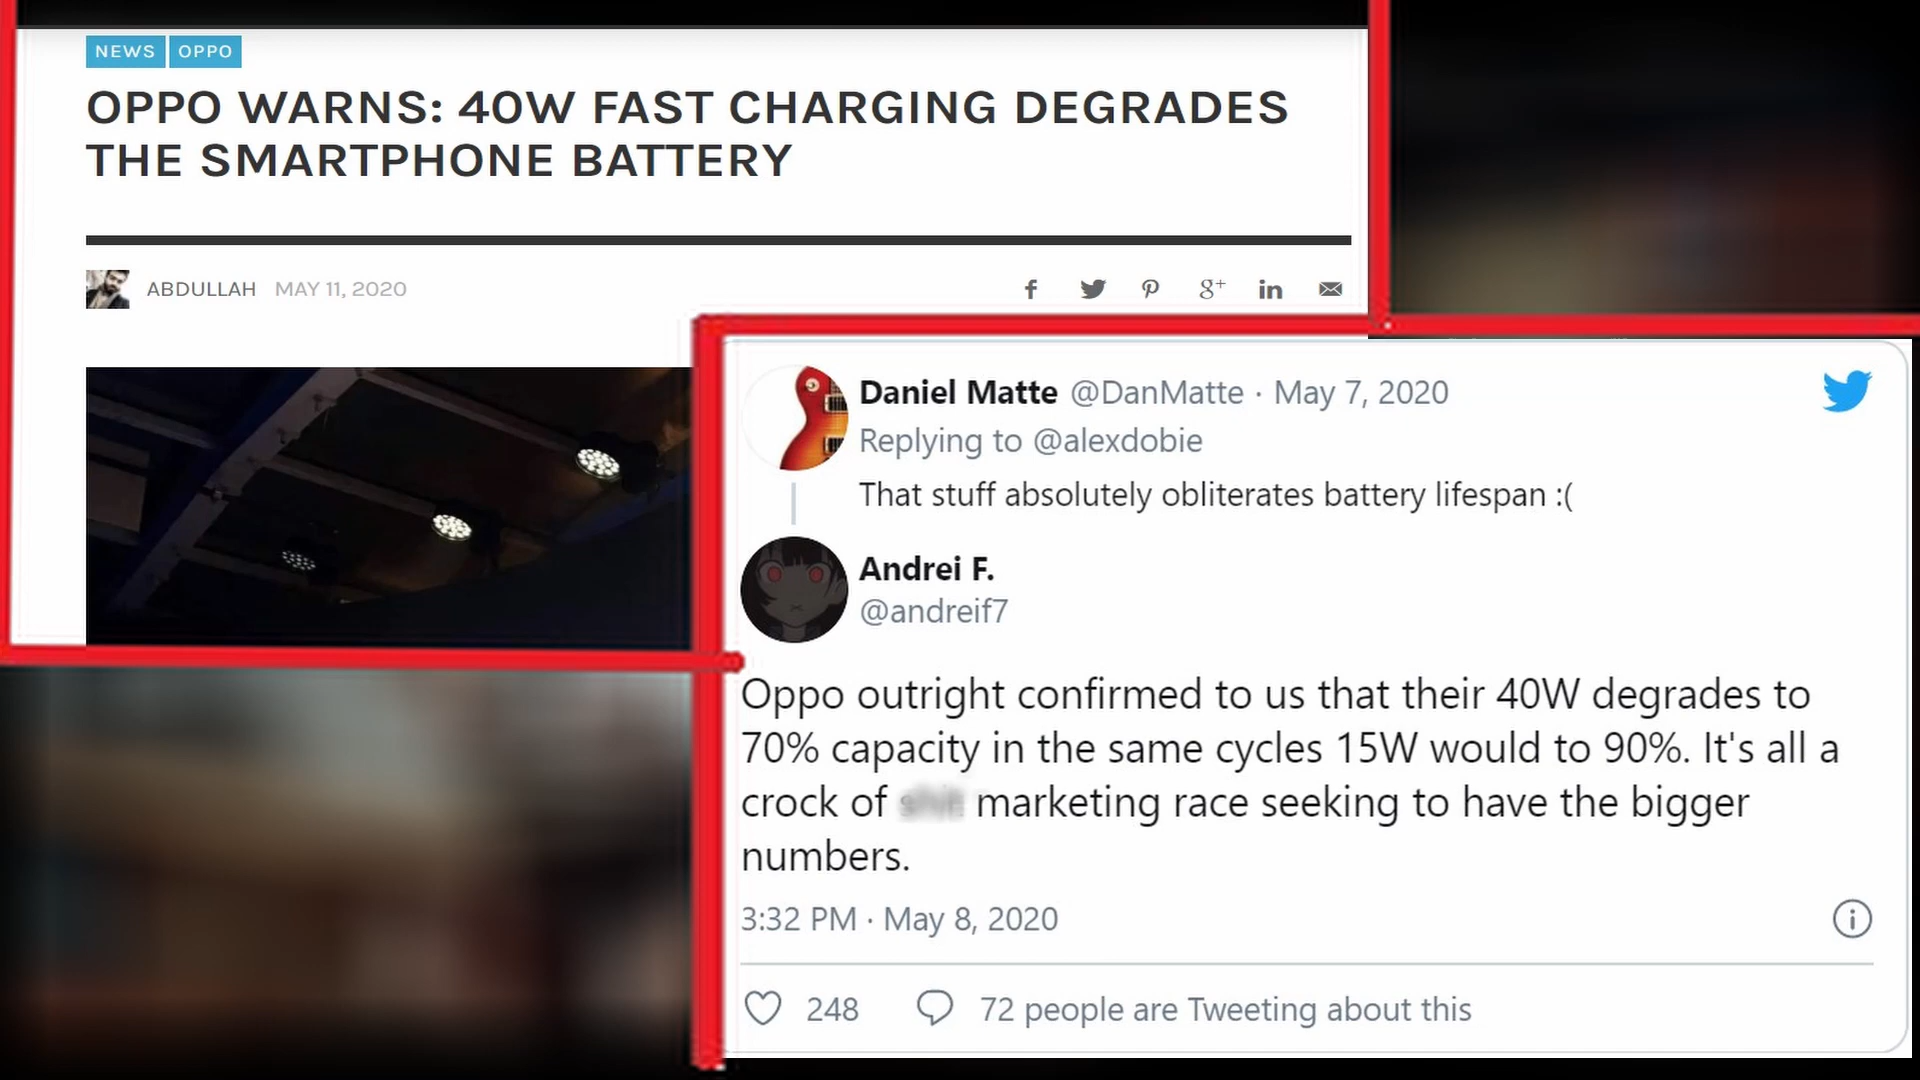 NEWS OPPO
OPPO WARNS: 40W FAST CHARGING DEGRADES
THE SMARTPHONE BATTERY
ABDULLAH MAY 11, 2020
Daniel Matte @DanMatte · May 7, 2020
Replying to @alexdobie
That stuff absolutely obliterates battery lifespan :(
Andrei F.
@andreif7
Oppo outright confirmed to us that their 40W degrades to
70% capacity in the same cycles 15W would to 90%. It's all a
crock of marketing race seeking to have the bigger
numbers.
3:32 PM · May 8, 2020
248 72 people are Tweeting about this